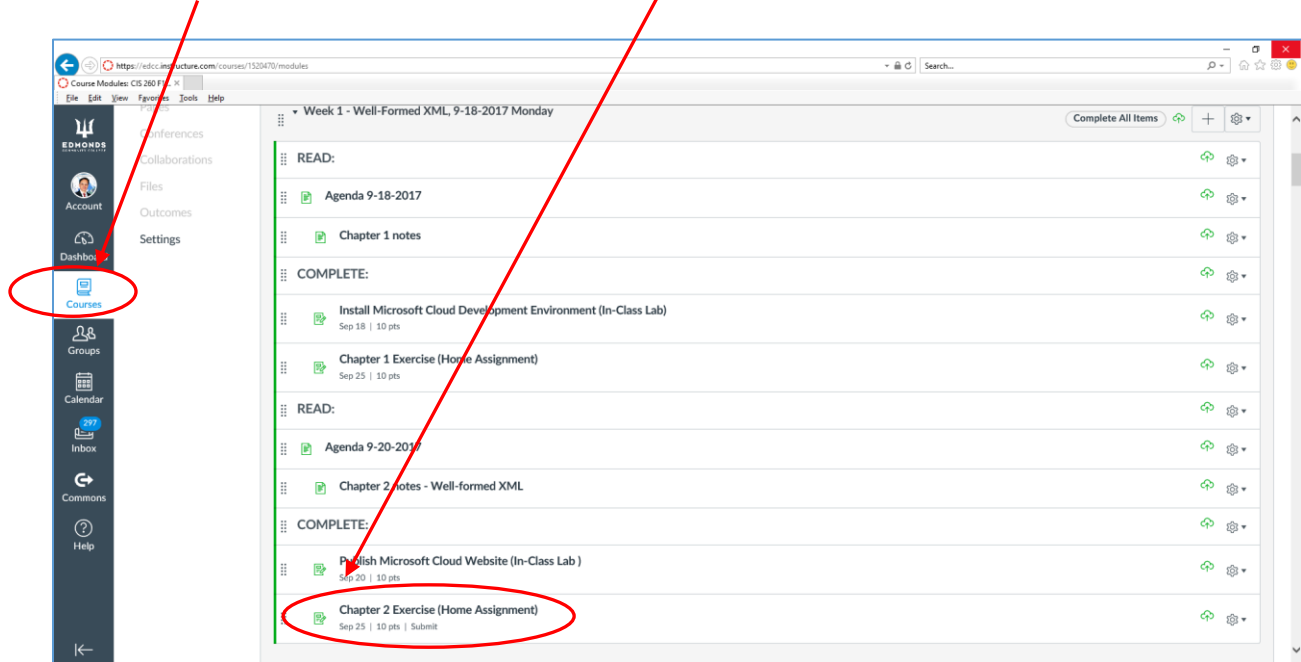 https://edcc.instructure.com/courses/1520470/modules
Search...
Course Modules: CIS 260 F1...
File Edit View Favorites Tools Help
EDMONDS
Account
Dashboard
Courses
Groups
Calendar
297
Inbox
Commons
Help
Pages
Conferences
Collaborations
Files
Outcomes
Settings
Week 1 - Well-Formed XML, 9-18-2017 Monday
Complete All Items
READ:
Agenda 9-18-2017
Chapter 1 notes
COMPLETE:
Install Microsoft Cloud Development Environment (In-Class Lab)
Sep 18 | 10 pts
Chapter 1 Exercise (Home Assignment)
Sep 25 | 10 pts
READ:
Agenda 9-20-2017
Chapter 2 notes - Well-formed XML
COMPLETE:
Publish Microsoft Cloud Website (In-Class Lab )
Sep 20 | 10 pts
Chapter 2 Exercise (Home Assignment)
Sep 25 | 10 pts | Submit